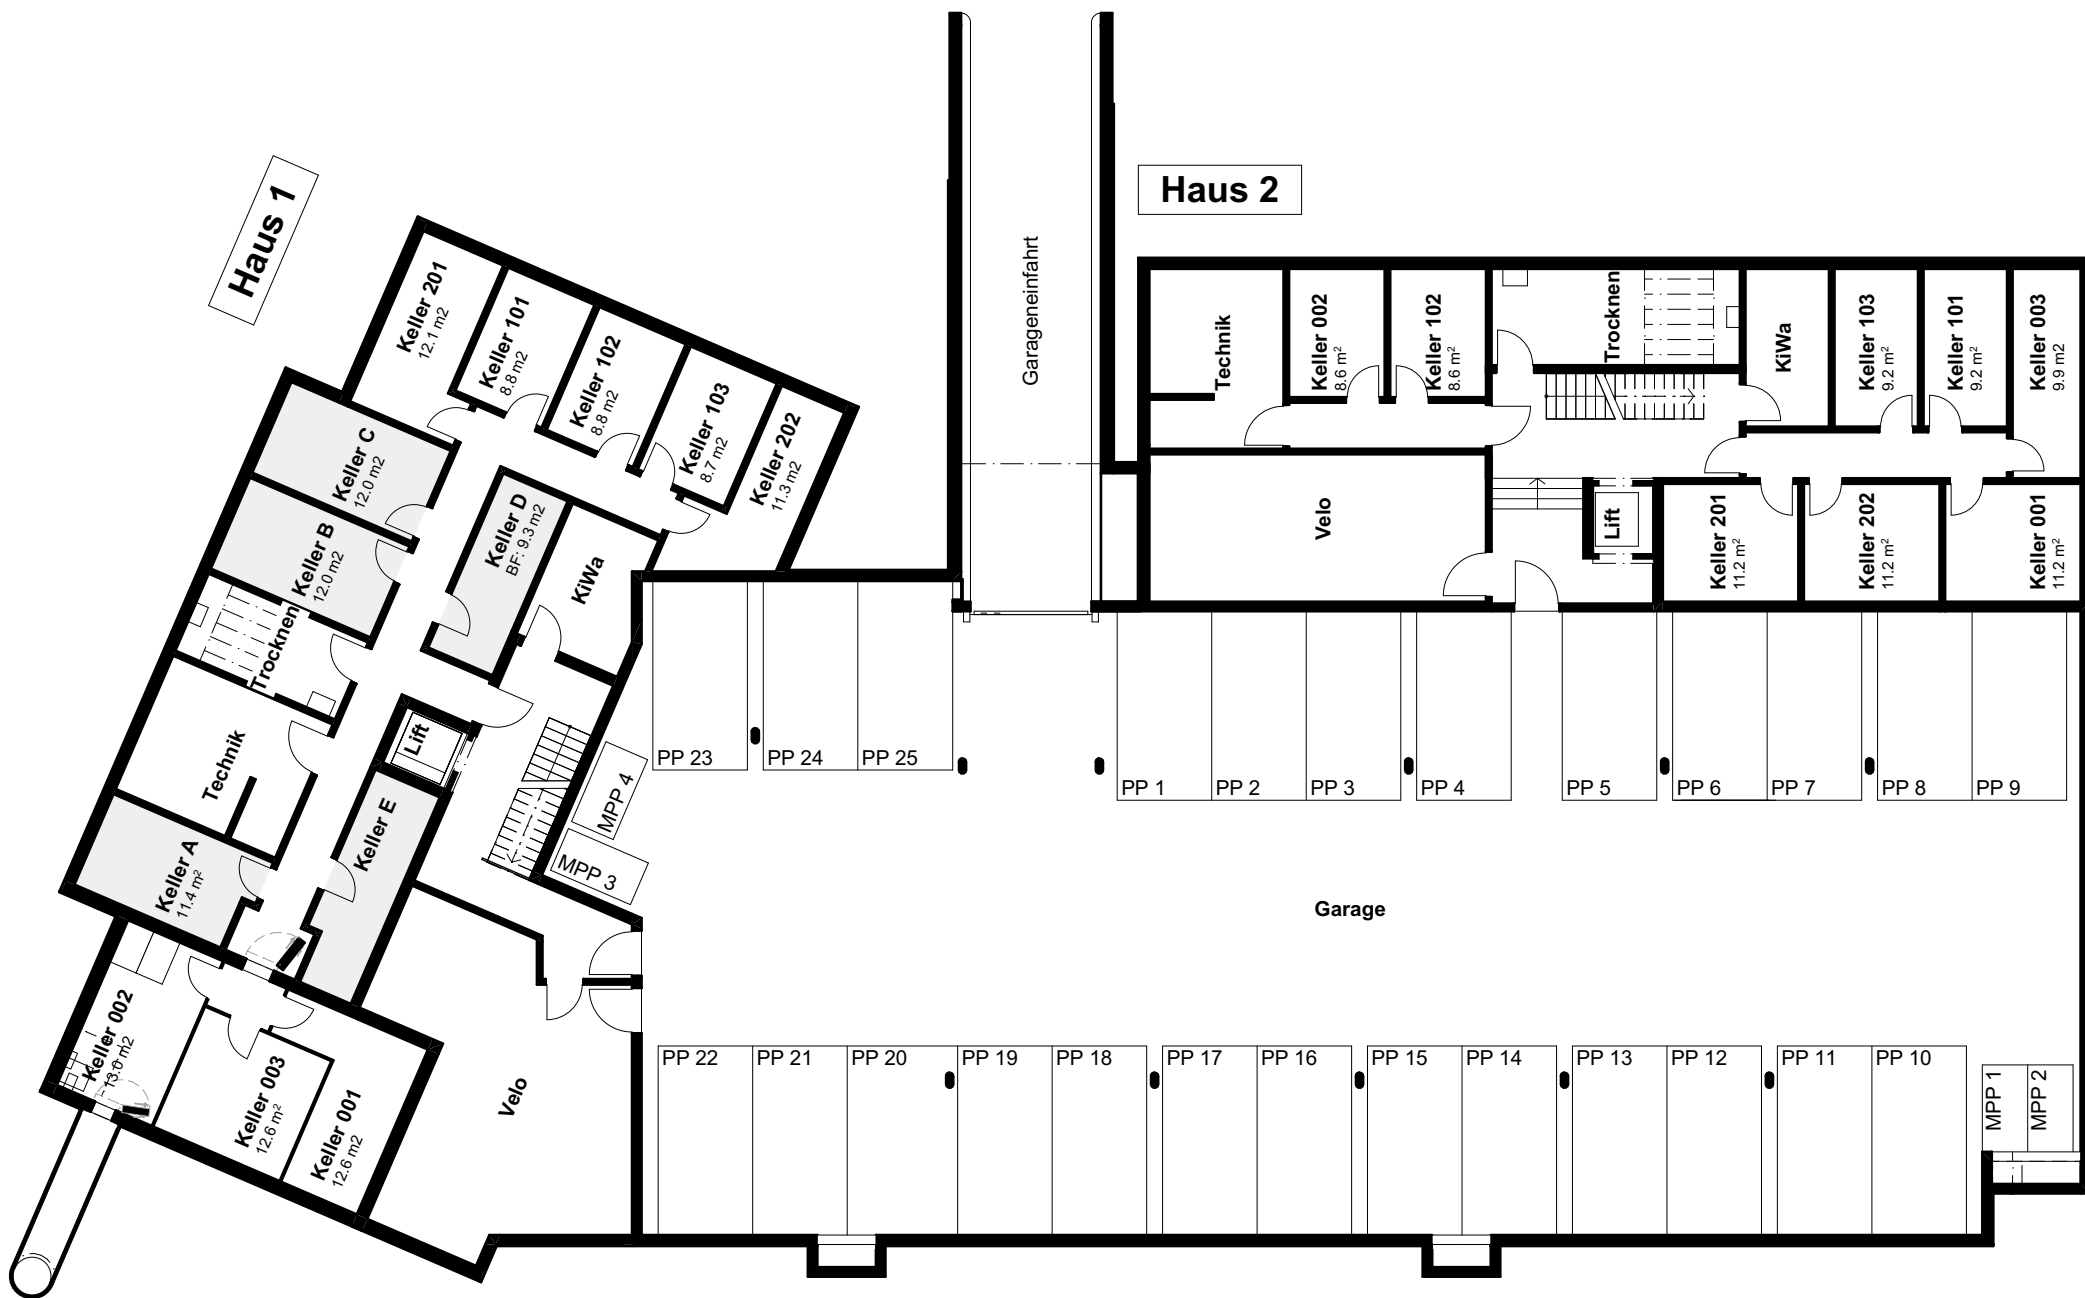 Haus 1
Haus 2
Garageneinfahrt
Keller 201
12.1 m2
Keller 101
8.8 m2
Keller 102
8.8 m2
Keller 103
8.7 m2
Keller 202
11.3 m2
Keller C
12.0 m2
Keller B
12.0 m2
Keller D
BF: 9.3 m2
KiWa
Trocknen
Technik
Lift
Keller A
11.4 m²
Keller E
Keller 002
13.0 m2
Keller 003
12.6 m²
Keller 001
12.6 m2
Velo
MPP 4
MPP 3
Technik
Keller 002
8.6 m²
Keller 102
8.6 m²
Trocknen
KiWa
Keller 103
9.2 m²
Keller 101
9.2 m²
Keller 003
9.9 m2
Velo
Lift
Keller 201
11.2 m²
Keller 202
11.2 m²
Keller 001
11.2 m²
PP 23
PP 24
PP 25
PP 1
PP 2
PP 3
PP 4
PP 5
PP 6
PP 7
PP 8
PP 9
Garage
PP 22
PP 21
PP 20
PP 19
PP 18
PP 17
PP 16
PP 15
PP 14
PP 13
PP 12
PP 11
PP 10
MPP 1
MPP 2